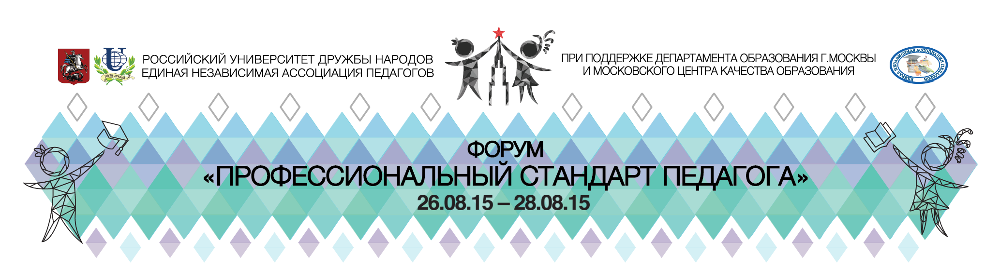 РОССИЙСКИЙ УНИВЕРСИТЕТ ДРУЖБЫ НАРОДОВ
ЕДИНАЯ НЕЗАВИСИМАЯ АССОЦИАЦИЯ ПЕДАГОГОВ
ПРИ ПОДДЕРЖКЕ ДЕПАРТАМЕНТА ОБРАЗОВАНИЯ Г.МОСКВЫ
И МОСКОВСКОГО ЦЕНТРА КАЧЕСТВА ОБРАЗОВАНИЯ
ЕДИНАЯ НЕЗАВИСИМАЯ АССОЦИАЦИЯ ПЕДАГОГОВ
ФОРУМ
«ПРОФЕССИОНАЛЬНЫЙ СТАНДАРТ ПЕДАГОГА»
26.08.15 – 28.08.15